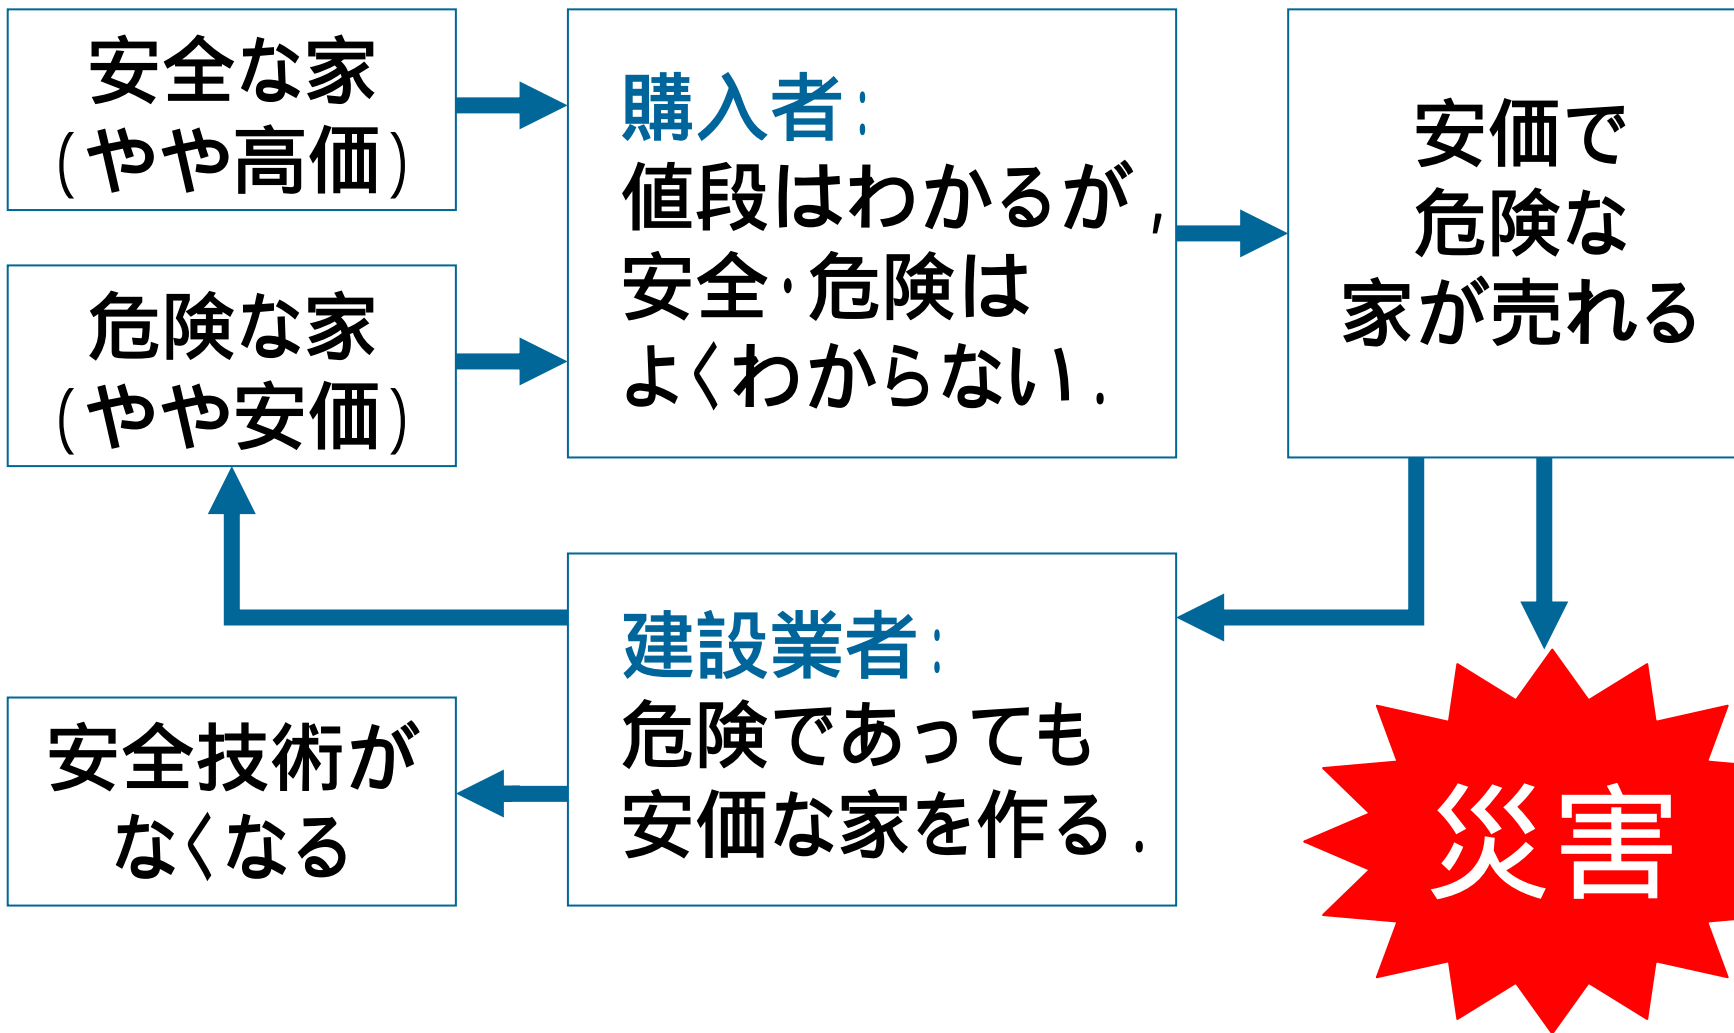 安全な家
(やや高価)
危険な家
(やや安価)
購入者:
値段はわかるが,
安全・危険は
よくわからない.
安価で
危険な
家が売れる
建設業者:
危険であっても
安価な家を作る.
安全技術が
なくなる
災害